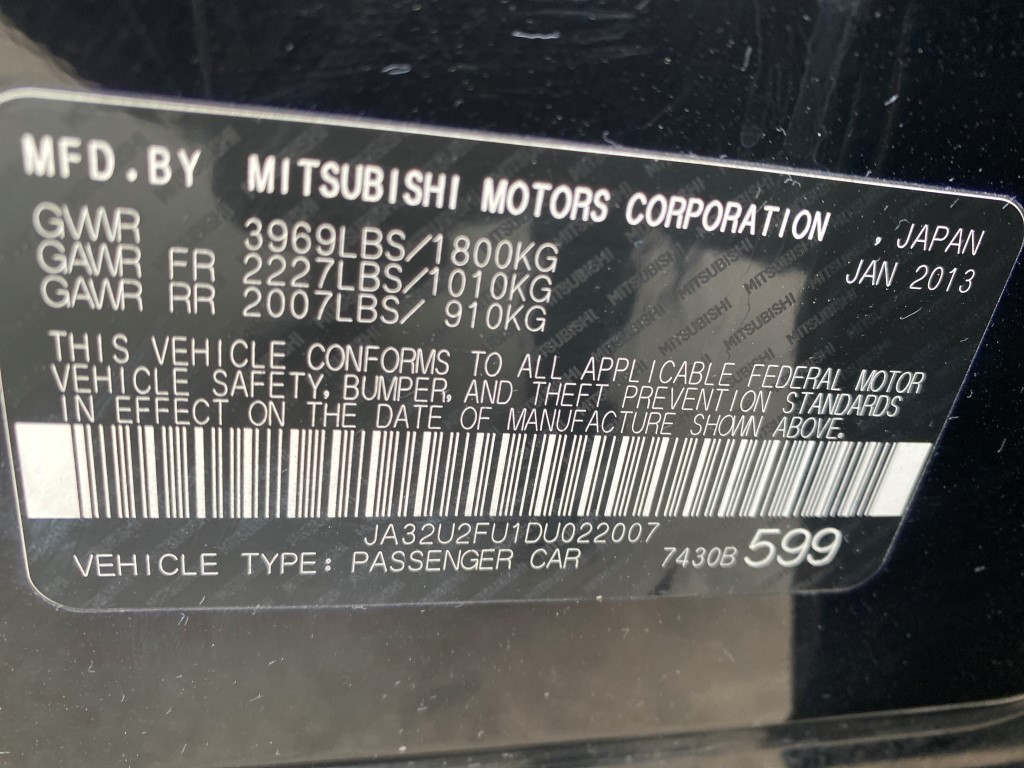 MFD.BY MITSUBISHI MOTORS CORPORATION , JAPAN
GVWR 3969LBS/1800KG JAN 2013
GAWR FR 2227LBS/1010KG
GAWR RR 2007LBS/ 910KG
THIS VEHICLE CONFORMS TO ALL APPLICABLE FEDERAL MOTOR
VEHICLE SAFETY, BUMPER, AND THEFT PREVENTION STANDARDS
IN EFFECT ON THE DATE OF MANUFACTURE SHOWN ABOVE.
JA32U2FU1DU022007
VEHICLE TYPE: PASSENGER CAR 7430B 599